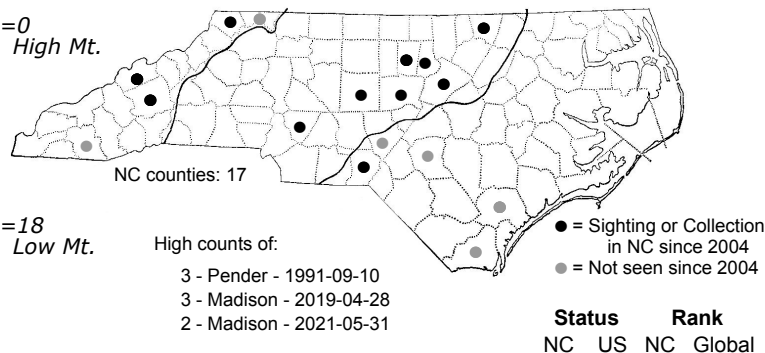 =0
High Mt.
NC counties: 17
=18
Low Mt.
High counts of:
3 - Pender - 1991-09-10
3 - Madison - 2019-04-28
2 - Madison - 2021-05-31
● = Sighting or Collection
in NC since 2004
● = Not seen since 2004
Status Rank
NC US NC Global